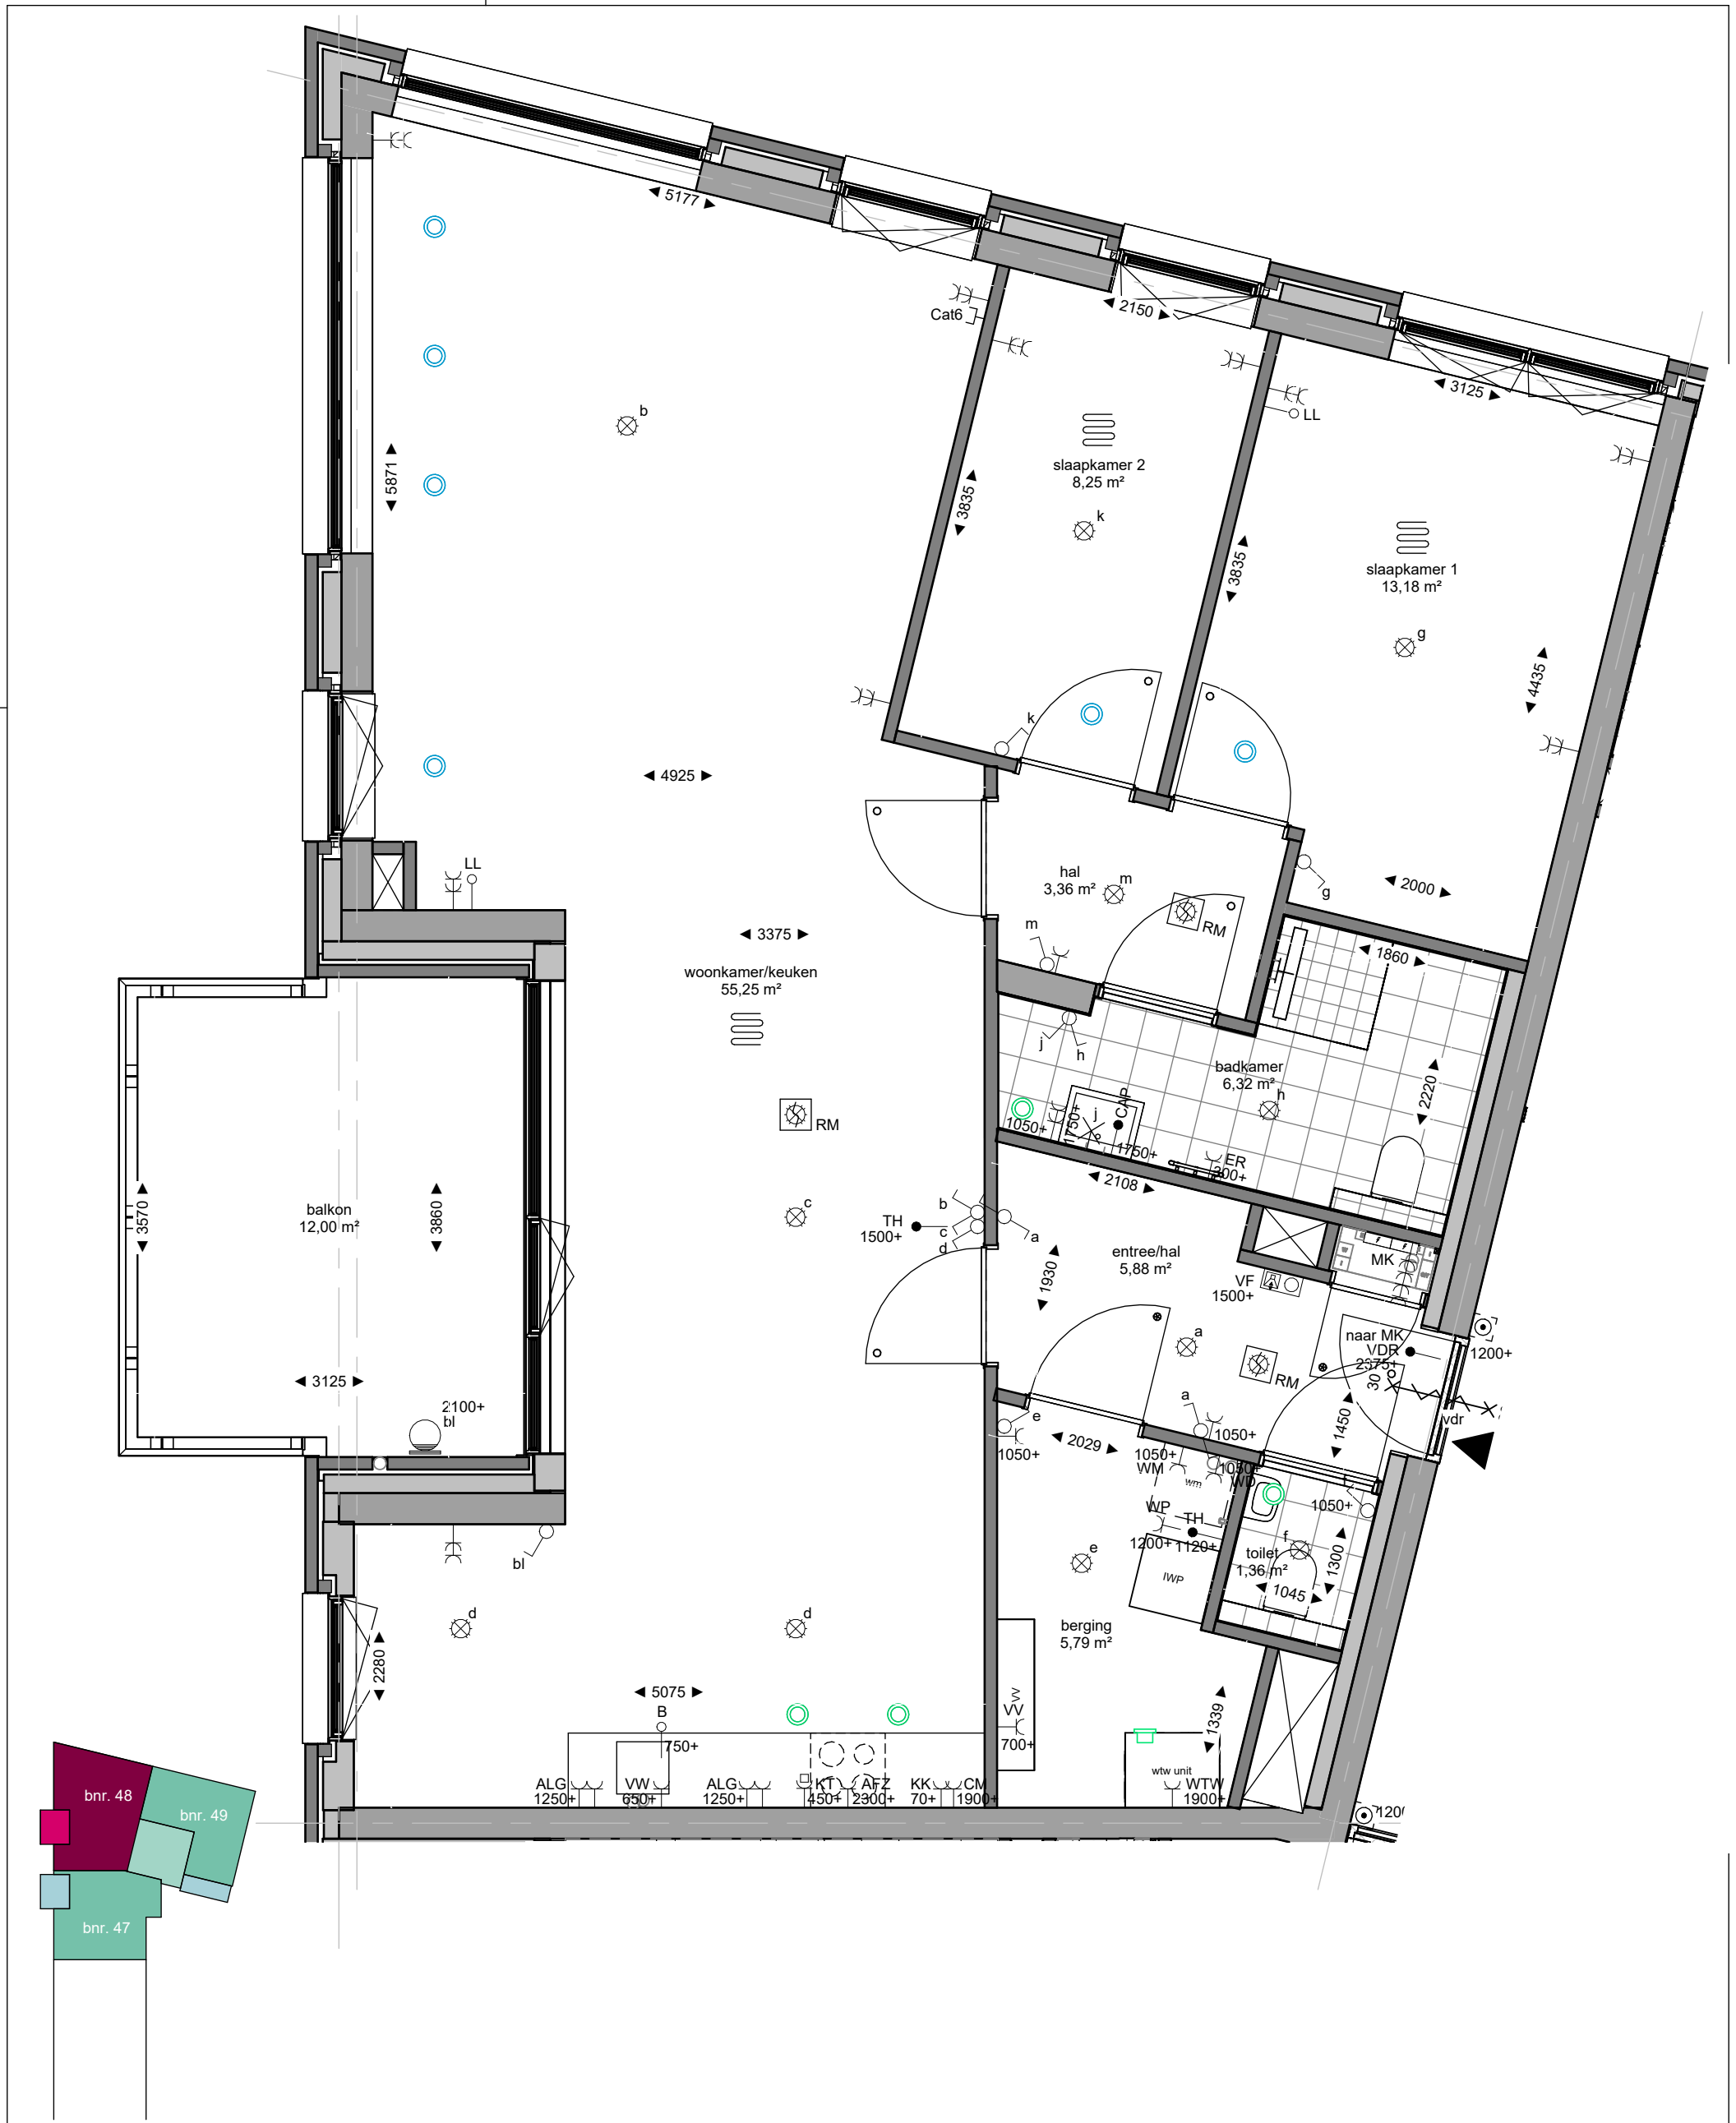 5177
2150
3125
Cat6
LL
b
5871
slaapkamer 2
8,25 m²
k
3835
3835
slaapkamer 1
13,18 m²
g
4435
k
4925
LL
hal
3,36 m²
m
RM
g
2000
m
3375
woonkamer/keuken
55,25 m²
1860
j
h
badkamer
6,32 m²
h
2220
RM
1050+
1750+
j
CAP
1750+
ER
300+
2108
balkon
12,00 m²
3570
3860
c
TH
1500+
b
c
d
a
entree/hal
5,88 m²
1930
MK
VF
1500+
a
RM
naar MK
VDR
2375+
30
1200+
vdr
3125
2100+
bl
a
1450
e
1050+
2029
1050+
WM
wm
1050+
1050+
WD
1050+
WP
1200+
TH
1120+
f
toilet
1,36 m²
1300
1045
IWP
e
bl
d
d
berging
5,79 m²
2280
5075
B
750+
VV
VV
700+
1339
wtw unit
ALG
1250+
VW
650+
ALG
1250+
KT
450+
AFZ
2300+
KK
70+
CM
1900+
WTW
1900+
bnr. 48
bnr. 49
bnr. 47